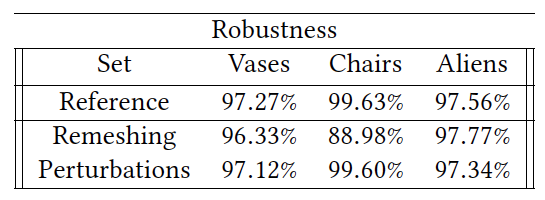 Robustness
Set Vases Chairs Aliens
Reference 97.27% 99.63% 97.56%
Remeshing 96.33% 88.98% 97.77%
Perturbations 97.12% 99.60% 97.34%